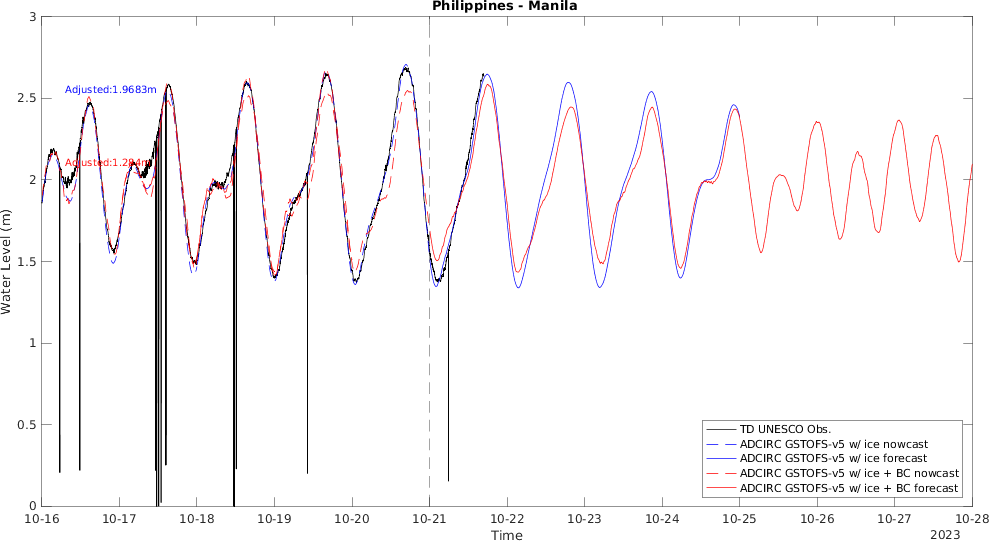 Philippines - Manila
3
2.5
2
1.5
1
0.5
0
Water Level (m)
Adjusted:1.9683m
Adjusted:1.284m
10-16 10-17 10-18 10-19 10-20 10-21 10-22 10-23 10-24 10-25 10-26 10-27 10-28
Time
2023
TD UNESCO Obs.
ADCIRC GSTOFS-v5 w/ ice nowcast
ADCIRC GSTOFS-v5 w/ ice forecast
ADCIRC GSTOFS-v5 w/ ice + BC nowcast
ADCIRC GSTOFS-v5 w/ ice + BC forecast